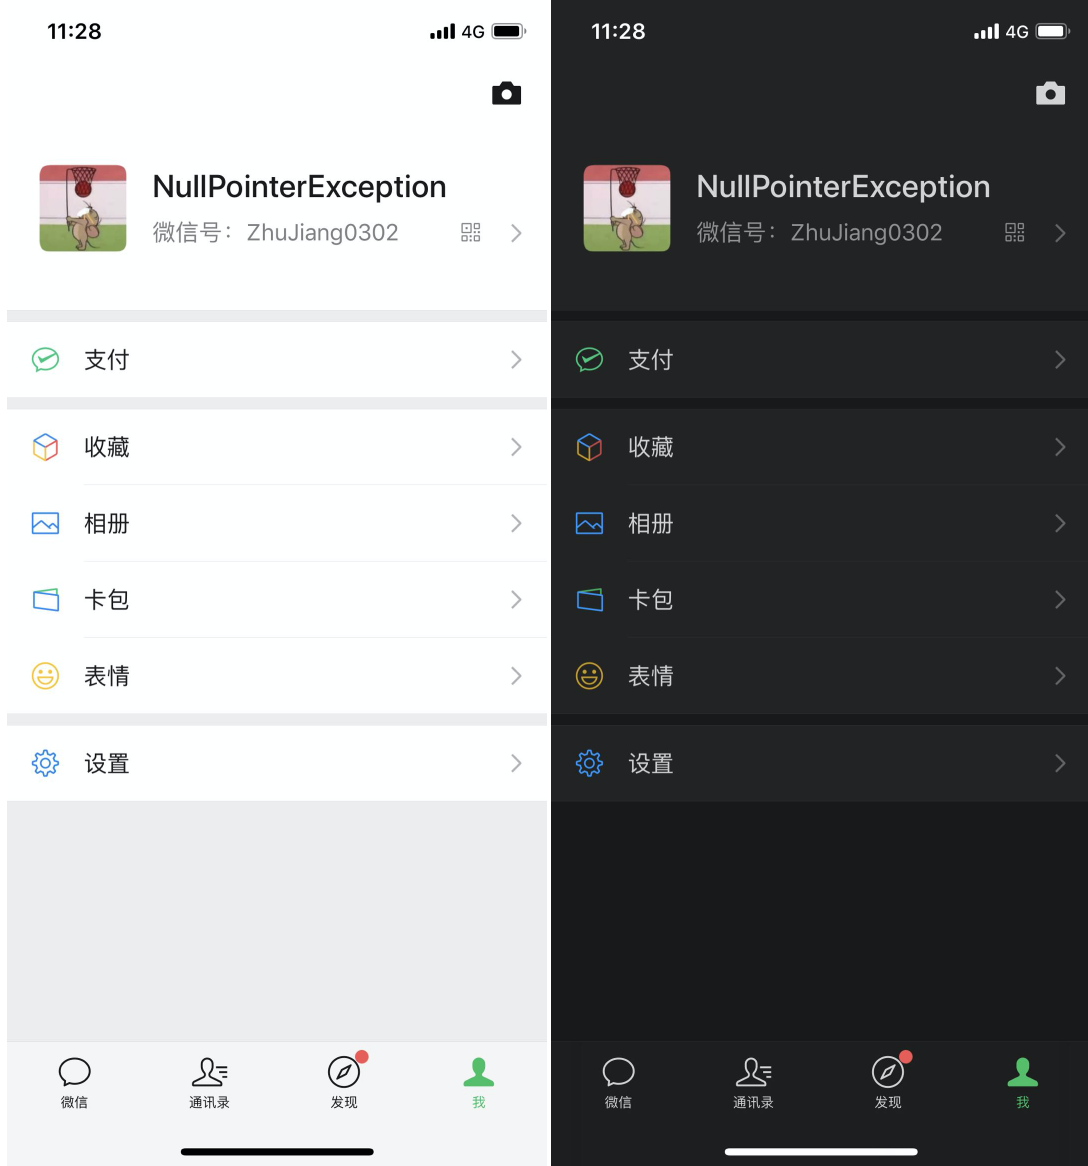 11:28
4G
NullPointerException
微信号：ZhuJiang0302
支付
收藏
相册
卡包
表情
设置
微信
通讯录
发现
我
11:28
4G
NullPointerException
微信号：ZhuJiang0302
支付
收藏
相册
卡包
表情
设置
微信
通讯录
发现
我